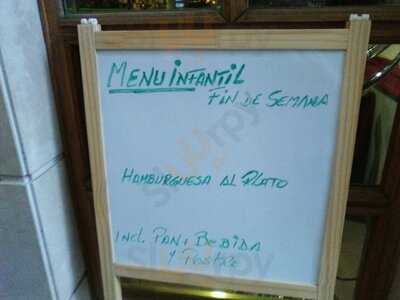 MENU INFANTIL
FIN DE SEMANA
HAMBURGUESA AL PLATO
INCL. PAN, BEBIDA
Y POSTRE